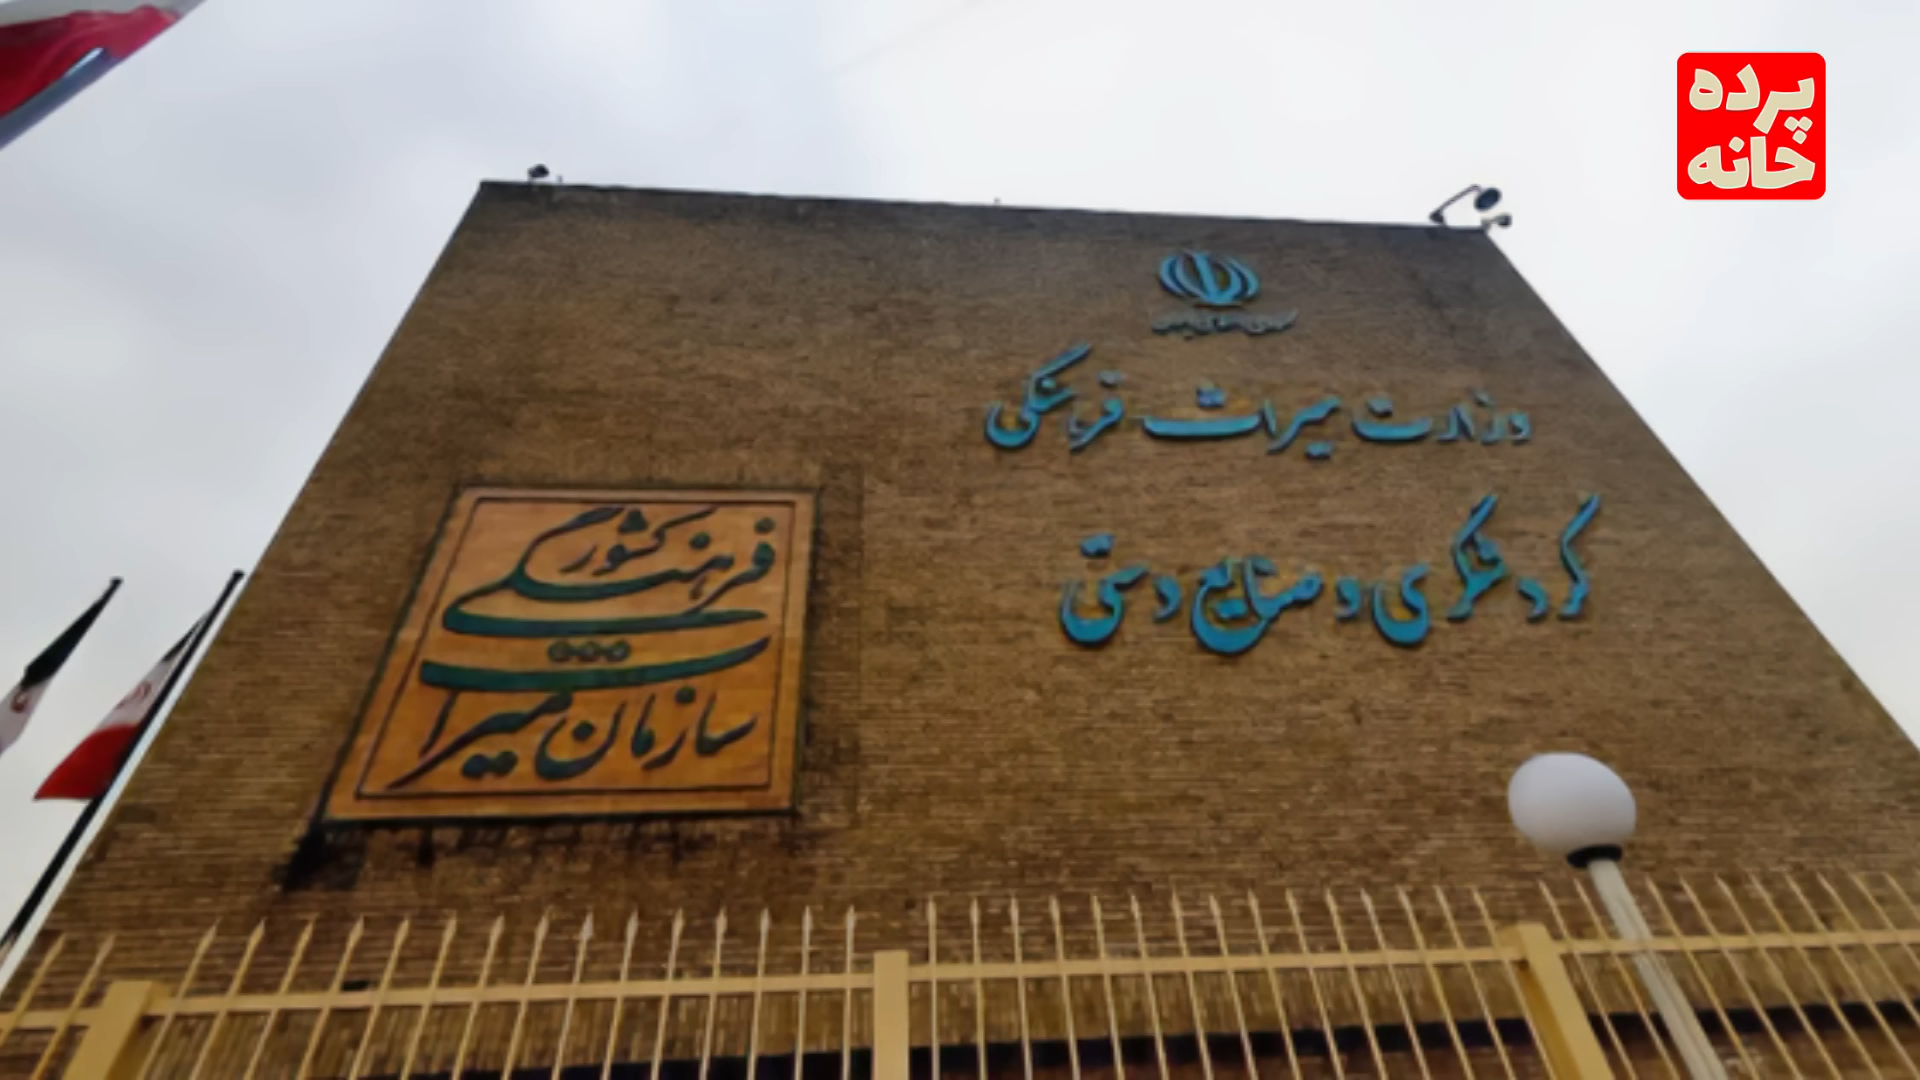 پرده
خانه
وزارت میراث فرهنگی
گردشگری و صنایع دستی
سازمان میراث
فرهنگی کشور